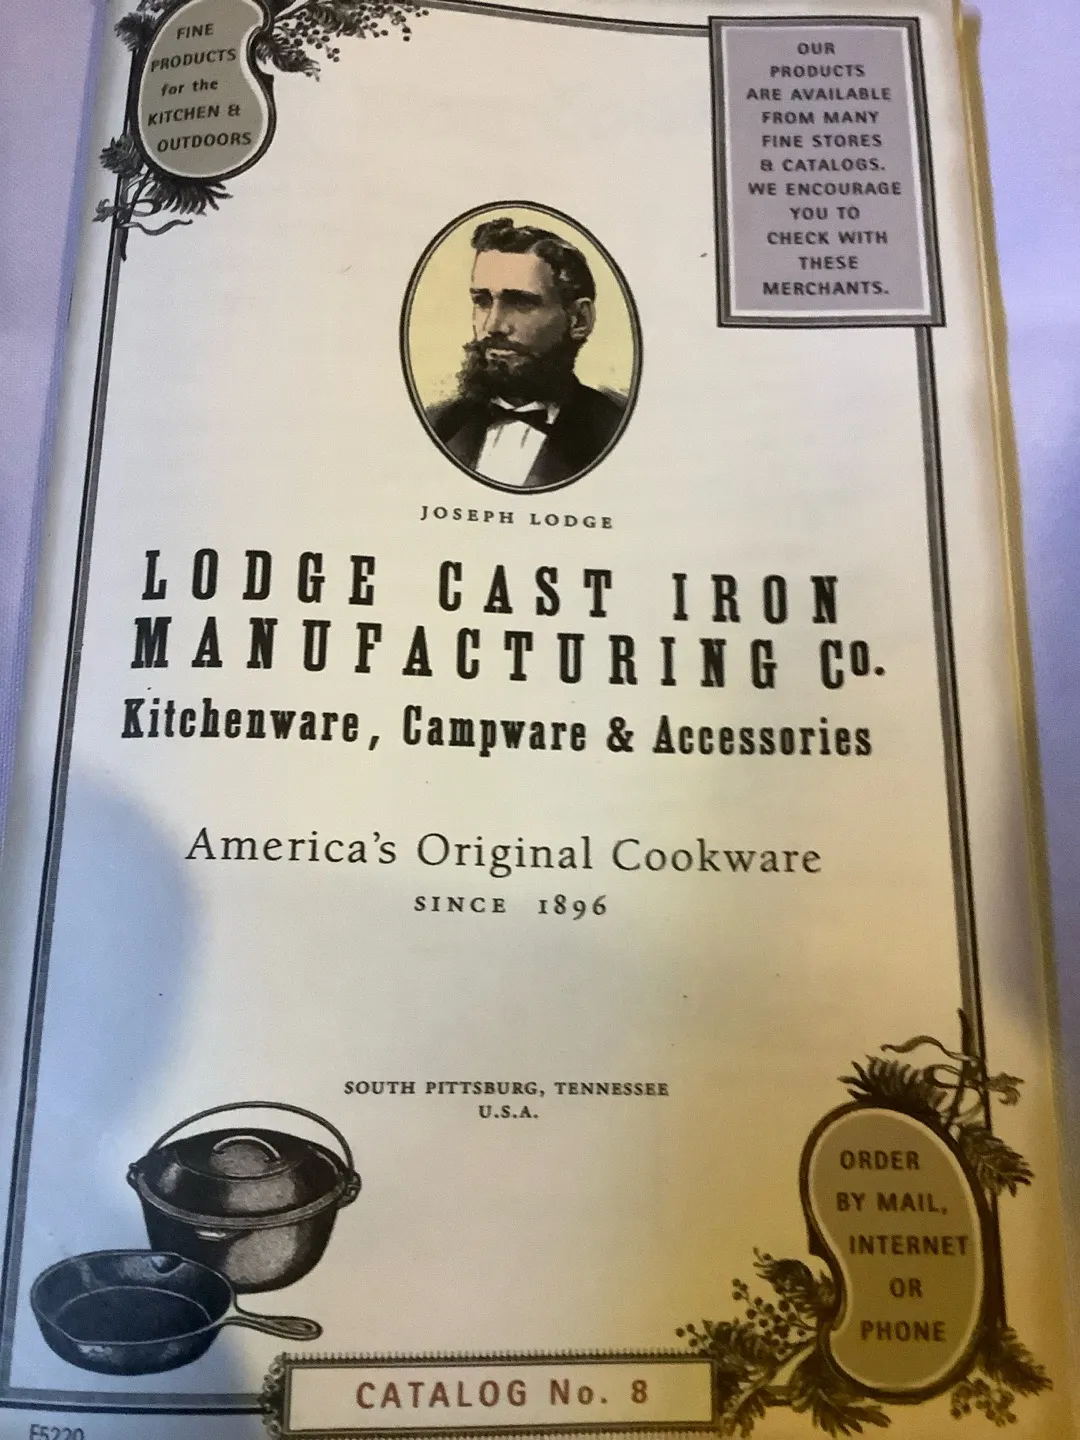 FINE
PRODUCTS
for the
KITCHEN &
OUTDOORS
OUR
PRODUCTS
ARE AVAILABLE
FROM MANY
FINE STORES
& CATALOGS.
WE ENCOURAGE
YOU TO
CHECK WITH
THESE
MERCHANTS.
JOSEPH LODGE
LODGE CAST IRON
MANUFACTURING CO.
Kitchenware, Campware & Accessories
America's Original Cookware
SINCE 1896
SOUTH PITTSBURG, TENNESSEE
U.S.A.
ORDER
BY MAIL,
INTERNET
OR
PHONE
CATALOG No. 8
F5220